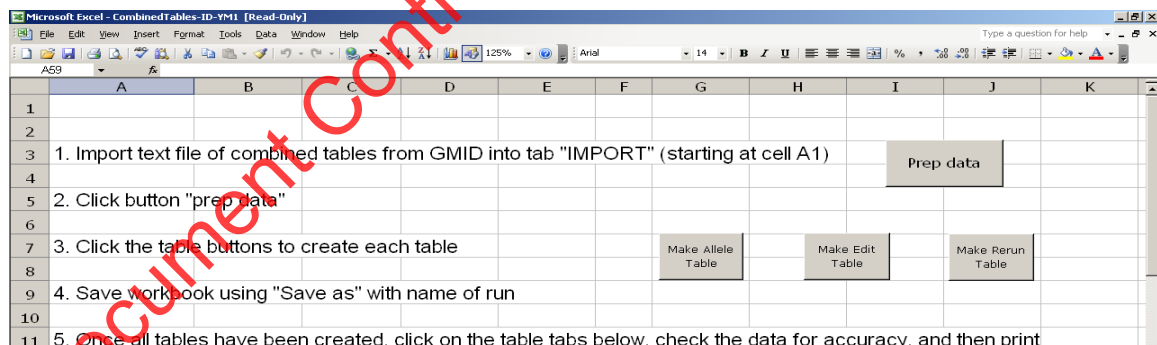 Microsoft Excel - CombinedTables-ID-YM1 [Read-Only]
File Edit View Insert Format Tools Data Window Help Type a question for help
125% Arial 14 B I U % ,
A59 fx
A B C D E F G H I J K
1
2
3 1. Import text file of combined tables from GMID into tab "IMPORT" (starting at cell A1) Prep data
4
5 2. Click button "prep data"
6
7 3. Click the table buttons to create each table Make Allele Table Make Edit Table Make Rerun Table
8
9 4. Save workbook using "Save as" with name of run
10
11 5. Once all tables have been created, click on the table tabs below, check the data for accuracy, and then print
ocument Cont